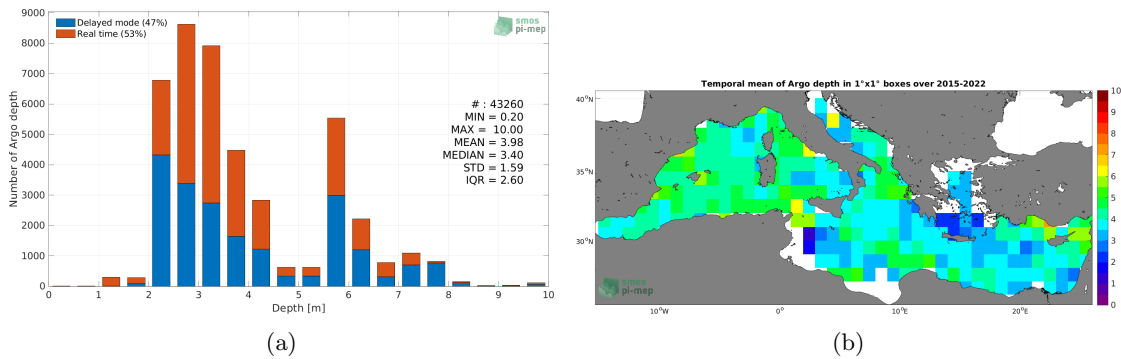 9000
8000
7000
6000
5000
4000
3000
2000
1000
0
Number of Argo depth
Delayed mode (47%)
Real time (53%)
smos
pi-mep
# : 43260
MIN = 0.20
MAX = 10.00
MEAN = 3.98
MEDIAN = 3.40
STD = 1.59
IQR = 2.60
0 1 2 3 4 5 6 7 8 9 10
Depth [m]
(a)
Temporal mean of Argo depth in 1°x1° boxes over 2015-2022
40°N
35°N
30°N
smos
pi-mep
10°W 0° 10°E 20°E
10
9
8
7
6
5
4
3
2
1
0
(b)